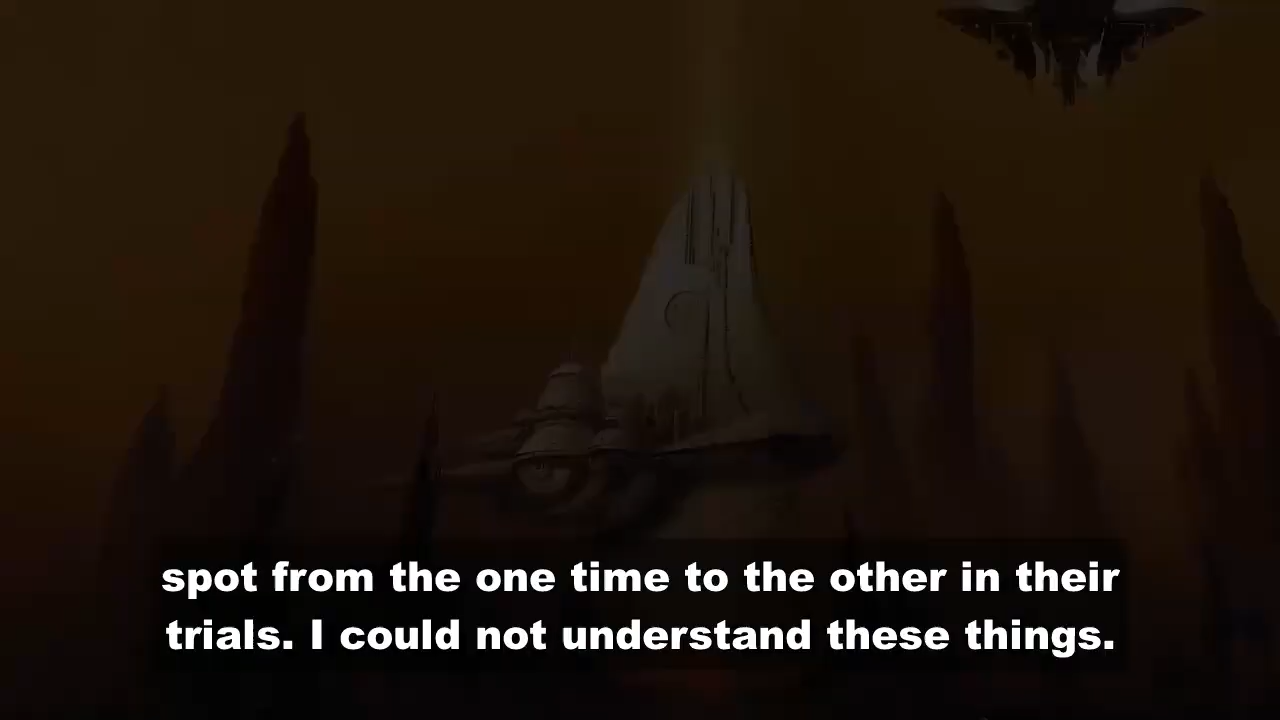 spot from the one time to the other in their
trials. I could not understand these things.